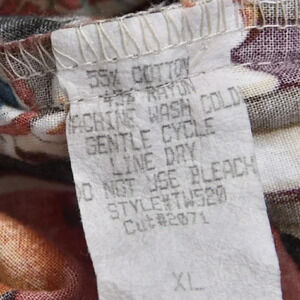 55% COTTON
45% RAYON
MACHINE WASH COLD
GENTLE CYCLE
LINE DRY
DO NOT USE BLEACH
STYLE#TW520
Cut#2071
XL